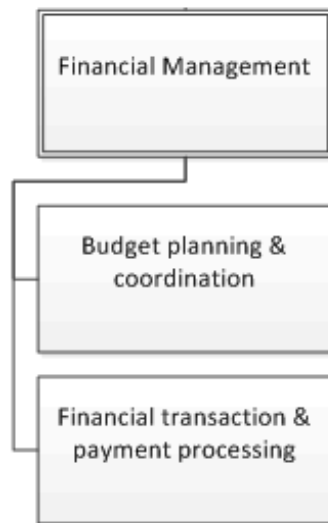 Financial Management
Budget planning &
coordination
Financial transaction &
payment processing